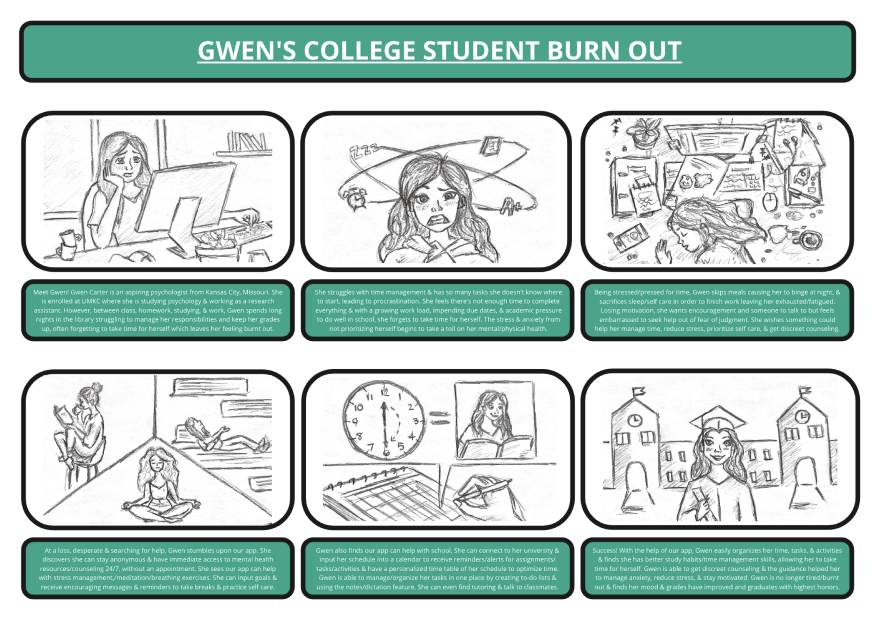 GWEN'S COLLEGE STUDENT BURN OUT
Zzz
A+
Meet Gwen! Gwen Carter is an aspiring psychologist from Kansas City, Missouri. She
is enrolled at UMKC where she is studying psychology & working as a research
assistant. However, between class, homework, studying, & work, Gwen spends long
nights in the library struggling to manage her responsibilities and keep her grades
up, often forgetting to take time for herself which leaves her feeling burnt out.
She struggles with time management & has so many tasks she doesn't know where
to start, leading to procrastination. She feels there's not enough time to complete
everything & with a growing work load, impending due dates, & academic pressure
to do well in school, she forgets to take time for herself. The stress & anxiety from
not prioritizing herself begins to take a toll on her mental/physical health.
Being stressed/pressed for time, Gwen skips meals causing her to binge at night, &
sacrifices sleep/self care in order to finish work leaving her exhausted/fatigued.
Losing motivation, she wants encouragement and someone to talk to but feels
embarrassed to seek help out of fear of judgment. She wishes something could
help her manage time, reduce stress, prioritize self care, & get discreet counseling.
12
1
2
3
4
5
6
7
8
9
10
11
=
At a loss, desperate & searching for help, Gwen stumbles upon our app. She
discovers she can stay anonymous & have immediate access to mental health
resources/counseling 24/7, without an appointment. She sees our app can help
with stress management,/meditation/breathing exercises. She can input goals &
receive encouraging messages & reminders to take breaks & practice self care.
Gwen also finds our app can help with school. She can connect to her university &
input her schedule into a calendar to receive reminders/alerts for assignments/
tasks/activities & have a personalized time table of her schedule to optimize time.
Gwen is able to manage/organize her tasks in one place by creating to-do lists &
using the notes/dictation feature. She can even find tutoring & talk to classmates.
Success! With the help of our app, Gwen easily organizes her time, tasks, & activities
& finds she has better study habits/time management skills, allowing her to take
time for herself. Gwen is able to get discreet counseling & the guidance helped her
to manage anxiety, reduce stress, & stay motivated. Gwen is no longer tired/burnt
out & finds her mood & grades have improved and graduates with highest honors.